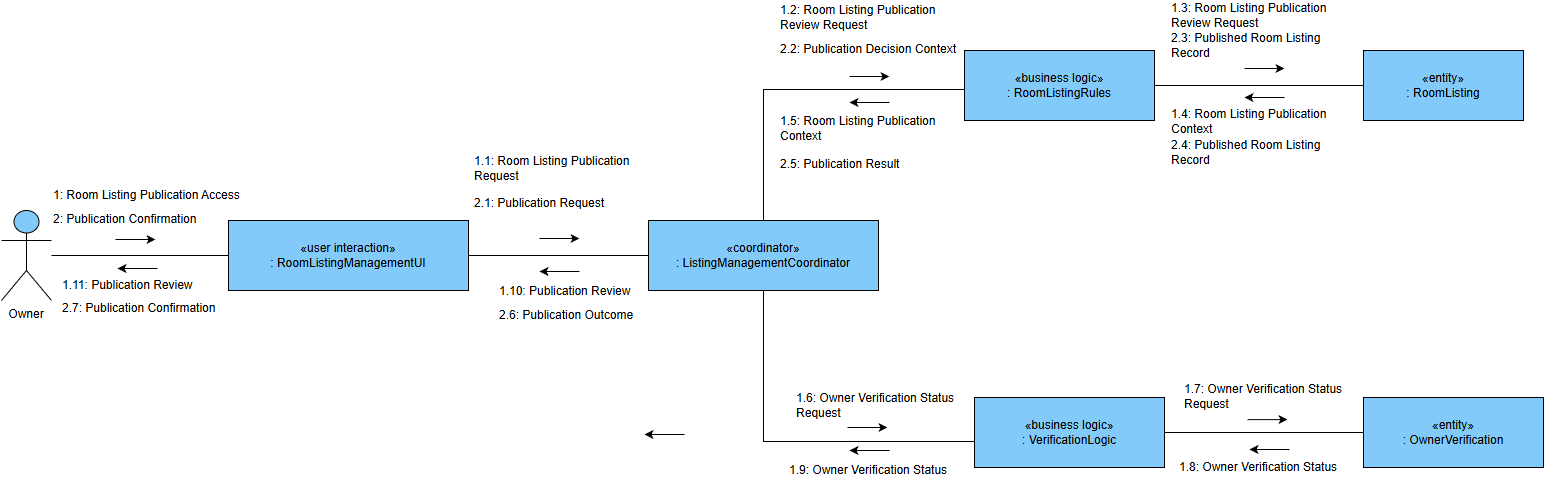 1.2: Room Listing Publication
Review Request
2.2: Publication Decision Context
1.3: Room Listing Publication
Review Request
2.3: Published Room Listing
Record
«business logic»
: RoomListingRules
«entity»
: RoomListing
1.5: Room Listing Publication
Context
2.5: Publication Result
1.4: Room Listing Publication
Context
2.4: Published Room Listing
Record
1.1: Room Listing Publication
Request
2.1: Publication Request
1: Room Listing Publication Access
2: Publication Confirmation
«user interaction»
: RoomListingManagementUI
«coordinator»
: ListingManagementCoordinator
1.11: Publication Review
2.7: Publication Confirmation
Owner
1.10: Publication Review
2.6: Publication Outcome
1.6: Owner Verification Status
Request
1.7: Owner Verification Status
Request
«business logic»
: VerificationLogic
«entity»
: OwnerVerification
1.9: Owner Verification Status
1.8: Owner Verification Status